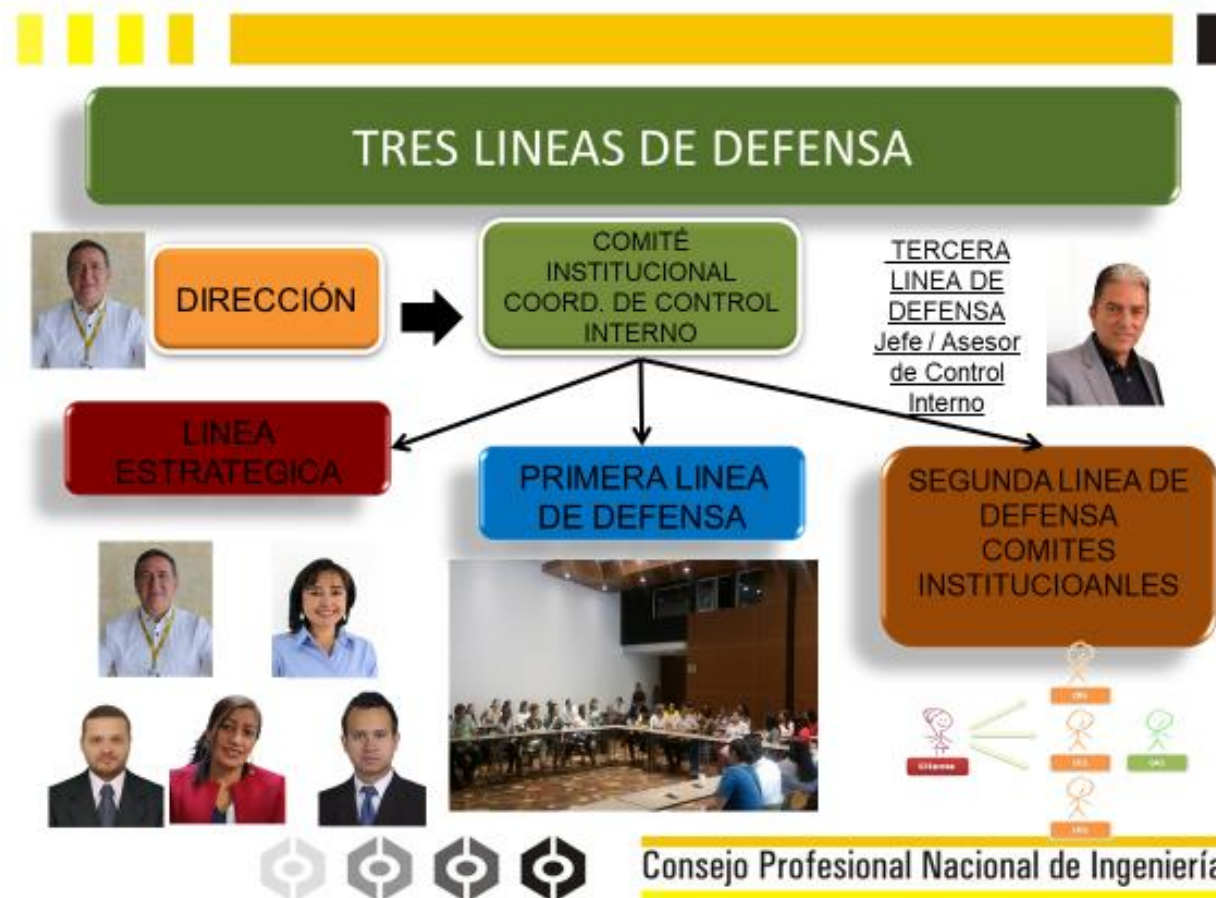 TRES LINEAS DE DEFENSA
DIRECCIÓN
COMITÉ
INSTITUCIONAL
COORD. DE CONTROL
INTERNO
TERCERA
LINEA DE
DEFENSA
Jefe / Asesor
de Control
Interno
LINEA
ESTRATEGICA
PRIMERA LINEA
DE DEFENSA
SEGUNDA LINEA DE
DEFENSA
COMITES
INSTITUCIOANLES
Consejo Profesional Nacional de Ingeniería